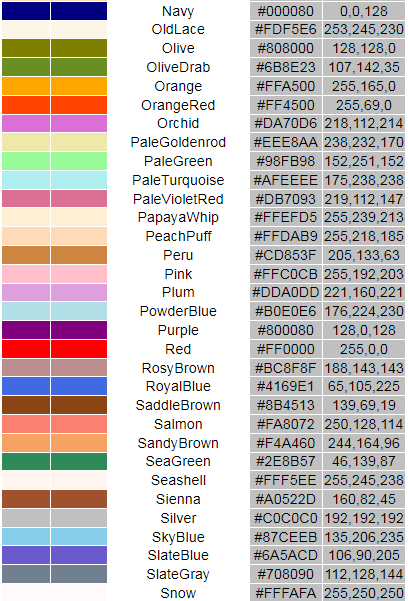 Navy #000080 0,0,128
OldLace #FDF5E6 253,245,230
Olive #808000 128,128,0
OliveDrab #6B8E23 107,142,35
Orange #FFA500 255,165,0
OrangeRed #FF4500 255,69,0
Orchid #DA70D6 218,112,214
PaleGoldenrod #EEE8AA 238,232,170
PaleGreen #98FB98 152,251,152
PaleTurquoise #AFEEEE 175,238,238
PaleVioletRed #DB7093 219,112,147
PapayaWhip #FFEFD5 255,239,213
PeachPuff #FFDAB9 255,218,185
Peru #CD853F 205,133,63
Pink #FFC0CB 255,192,203
Plum #DDA0DD 221,160,221
PowderBlue #B0E0E6 176,224,230
Purple #800080 128,0,128
Red #FF0000 255,0,0
RosyBrown #BC8F8F 188,143,143
RoyalBlue #4169E1 65,105,225
SaddleBrown #8B4513 139,69,19
Salmon #FA8072 250,128,114
SandyBrown #F4A460 244,164,96
SeaGreen #2E8B57 46,139,87
Seashell #FFF5EE 255,245,238
Sienna #A0522D 160,82,45
Silver #C0C0C0 192,192,192
SkyBlue #87CEEB 135,206,235
SlateBlue #6A5ACD 106,90,205
SlateGray #708090 112,128,144
Snow #FFFAFA 255,250,250